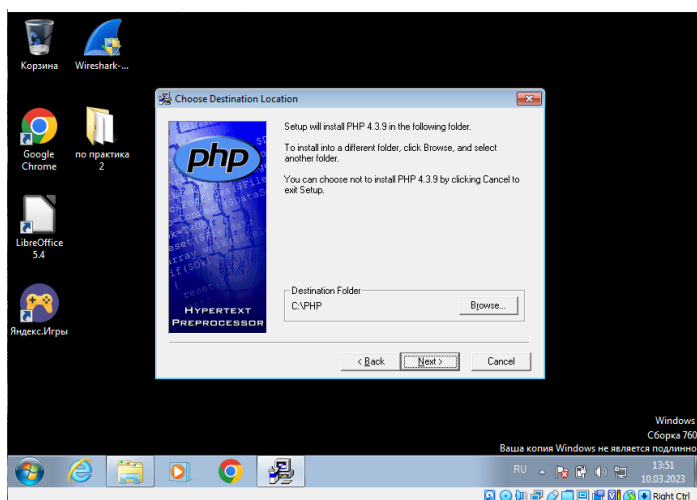 Корзина
Wireshark-...
Google
Chrome
по практика
2
LibreOffice
5.4
Яндекс.Игры
Choose Destination Location
php
HYPERTEXT
PREPROCESSOR
Setup will install PHP 4.3.9 in the following folder.
To install into a different folder, click Browse, and select
another folder.
You can choose not to install PHP 4.3.9 by clicking Cancel to
exit Setup.
Destination Folder
C:\PHP
Browse...
< Back
Next >
Cancel
Windows
Сборка 760
Ваша копия Windows не является подлинно
RU
13:51
10.03.2023
Right Ctrl